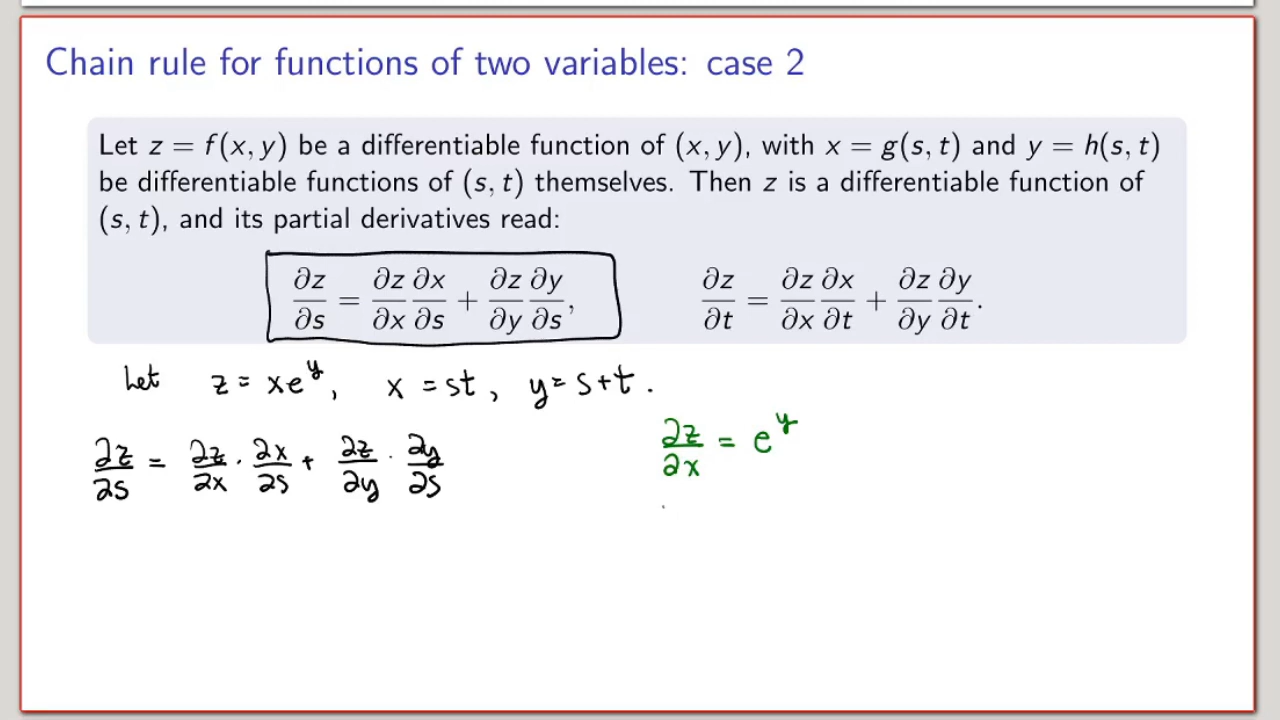 Chain rule for functions of two variables: case 2
Let z = f(x, y) be a differentiable function of (x, y), with x = g(s, t) and y = h(s, t)
be differentiable functions of (s, t) themselves. Then z is a differentiable function of
(s, t), and its partial derivatives read:
∂z/∂s = ∂z/∂x ∂x/∂s + ∂z/∂y ∂y/∂s, ∂z/∂t = ∂z/∂x ∂x/∂t + ∂z/∂y ∂y/∂t.
Let z = xe^y, x = st, y = s+t.
∂z/∂s = ∂z/∂x · ∂x/∂s + ∂z/∂y · ∂y/∂s
∂z/∂x = e^y